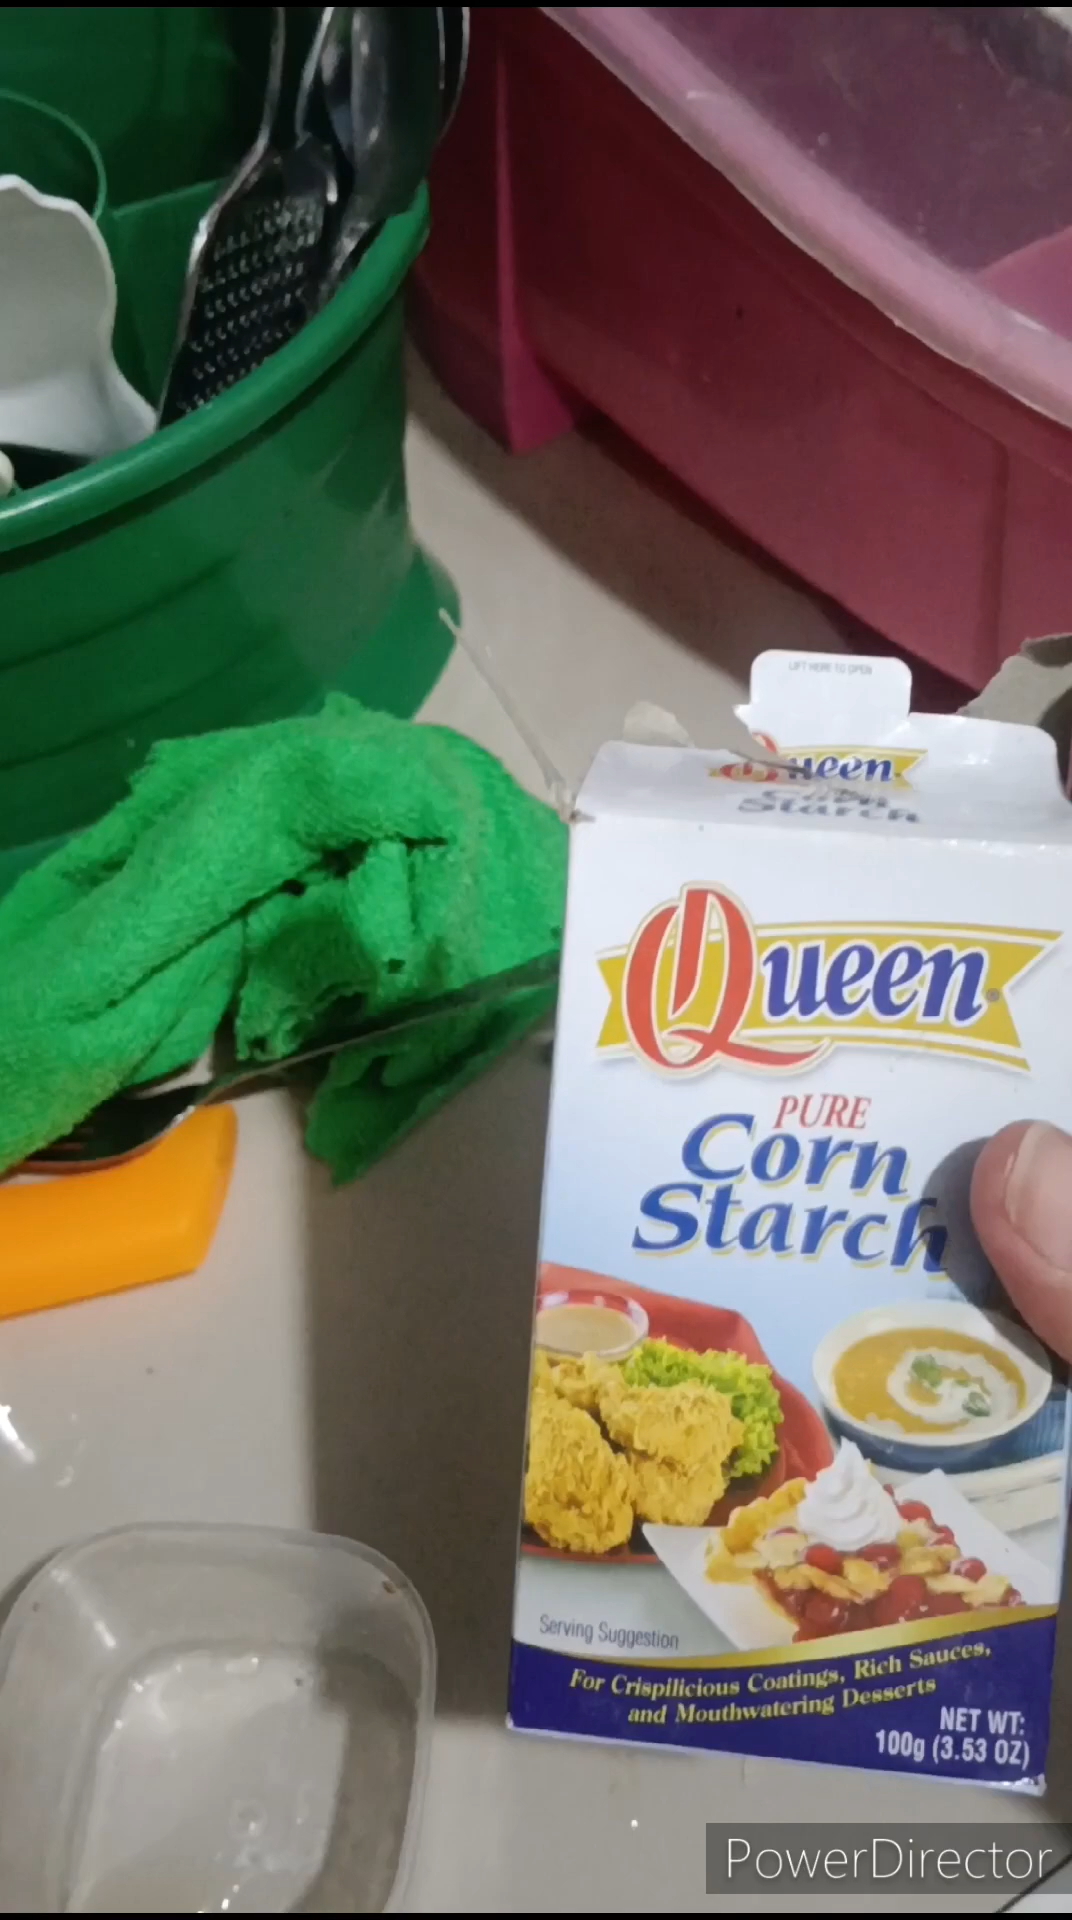 LIFT HERE TO OPEN
Queen
Corn
Starch
Queen
PURE
Corn
Starch
Serving Suggestion
For Crispilicious Coatings, Rich Sauces,
and Mouthwatering Desserts
NET WT:
100g (3.53 OZ)
PowerDirector